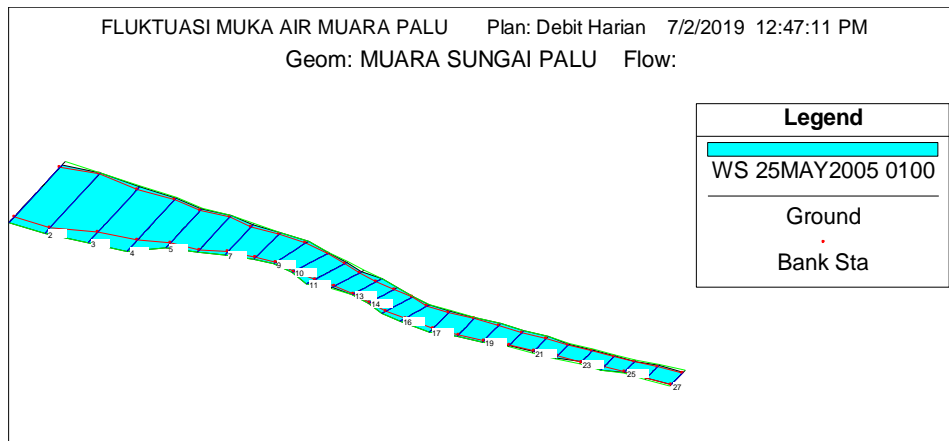 FLUKTUASI MUKA AIR MUARA PALU Plan: Debit Harian 7/2/2019 12:47:11 PM
Geom: MUARA SUNGAI PALU Flow:
Legend
WS 25MAY2005 0100
Ground
Bank Sta
2
3
4
5
7
9
10
11
13
14
16
17
19
21
23
25
27